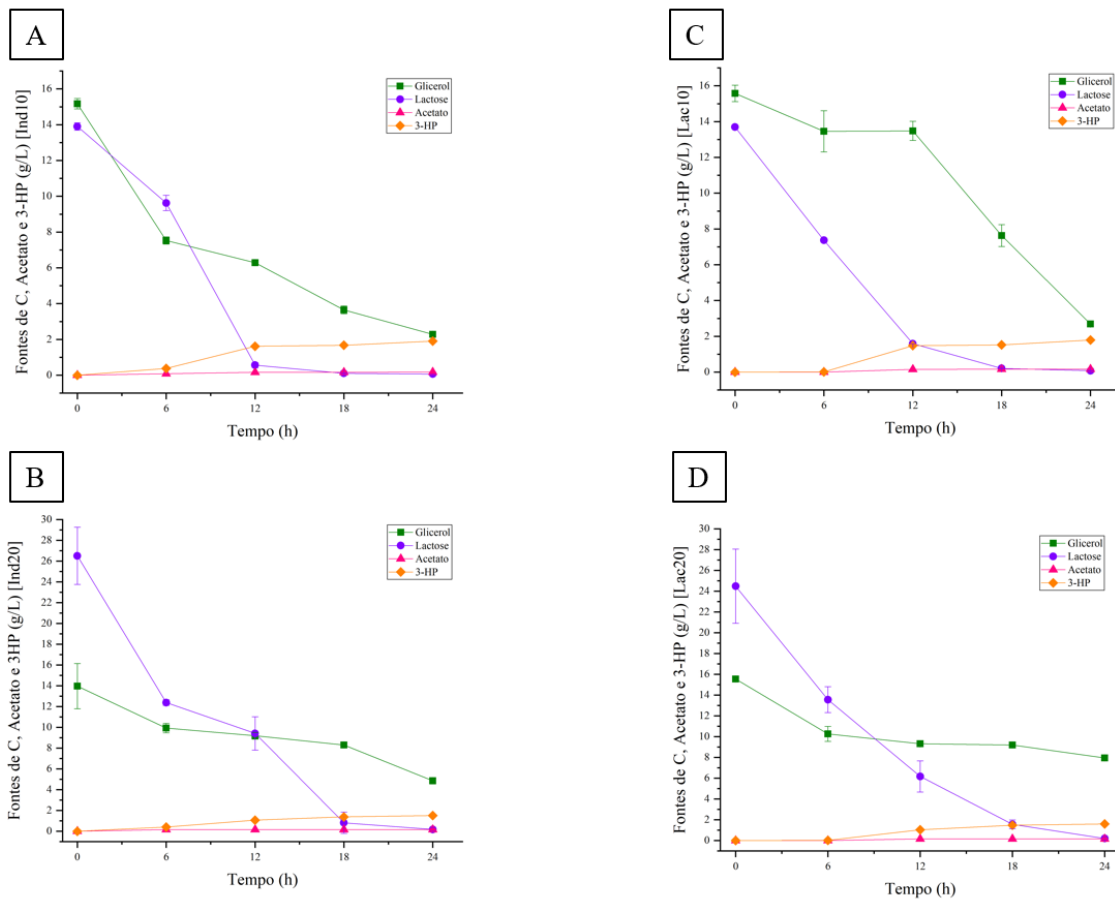 A
Fontes de C, Acetato e 3-HP (g/L) [Ind10]
16
14
12
10
8
6
4
2
0
Glicerol
Lactose
Acetato
3-HP
0 6 12 18 24
Tempo (h)
C
Fontes de C, Acetato e 3-HP (g/L) [Lac10]
16
14
12
10
8
6
4
2
0
Glicerol
Lactose
Acetato
3-HP
0 6 12 18 24
Tempo (h)
B
Fontes de C, Acetato e 3HP (g/L) [Ind20]
30
28
26
24
22
20
18
16
14
12
10
8
6
4
2
0
Glicerol
Lactose
Acetato
3-HP
0 6 12 18 24
Tempo (h)
D
Fontes de C, Acetato e 3-HP (g/L) [Lac20]
30
28
26
24
22
20
18
16
14
12
10
8
6
4
2
0
Glicerol
Lactose
Acetato
3-HP
0 6 12 18 24
Tempo (h)